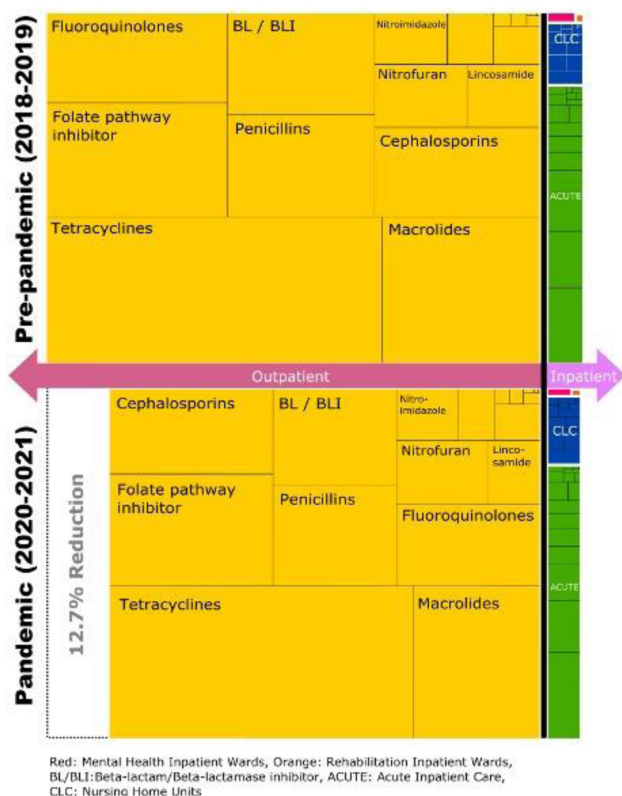 Pre-pandemic (2018-2019)
Fluoroquinolones
BL / BLI
Nitroimidazole
CLC
Nitrofuran
Lincosamide
Folate pathway
inhibitor
Penicillins
Cephalosporins
ACUTE
Tetracyclines
Macrolides
Outpatient
Inpatient
Pandemic (2020-2021)
12.7% Reduction
Cephalosporins
BL / BLI
Nitro-
imidazole
CLC
Nitrofuran
Linco-
samide
Folate pathway
inhibitor
Penicillins
Fluoroquinolones
ACUTE
Tetracyclines
Macrolides
Red: Mental Health Inpatient Wards, Orange: Rehabilitation Inpatient Wards,
BL/BLI:Beta-lactam/Beta-lactamase inhibitor, ACUTE: Acute Inpatient Care,
CLC: Nursing Home Units